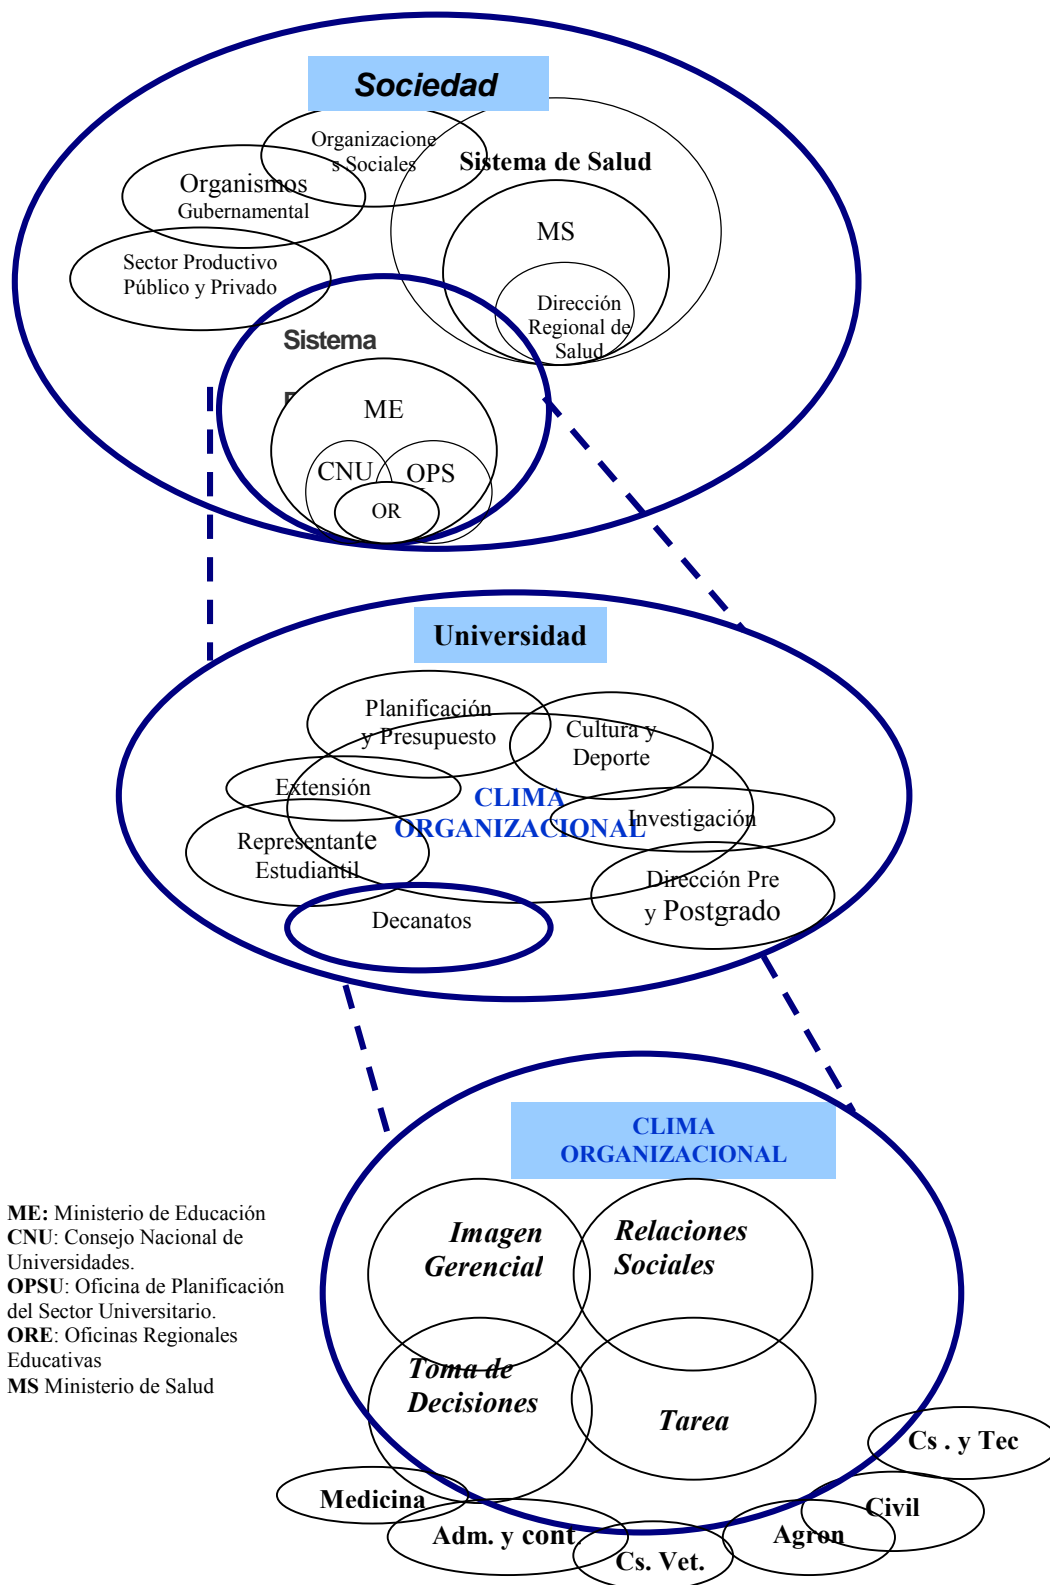 Sociedad
Organizacione
s Sociales
Sistema de Salud
Organismos
Gubernamental
MS
Sector Productivo
Público y Privado
Dirección
Regional de
Salud
Sistema
ME
CNU
OPS
OR
Universidad
Planificación
y Presupuesto
Cultura y
Deporte
Extensión
CLIMA
ORGANIZACIONAL
Investigación
Representante
Estudiantil
Dirección Pre
y Postgrado
Decanatos
CLIMA
ORGANIZACIONAL
Imagen
Gerencial
Relaciones
Sociales
Toma de
Decisiones
Tarea
ME: Ministerio de Educación
CNU: Consejo Nacional de
Universidades.
OPSU: Oficina de Planificación
del Sector Universitario.
ORE: Oficinas Regionales
Educativas
MS Ministerio de Salud
Cs . y Tec
Medicina
Civil
Adm. y cont.
Agron
Cs. Vet.